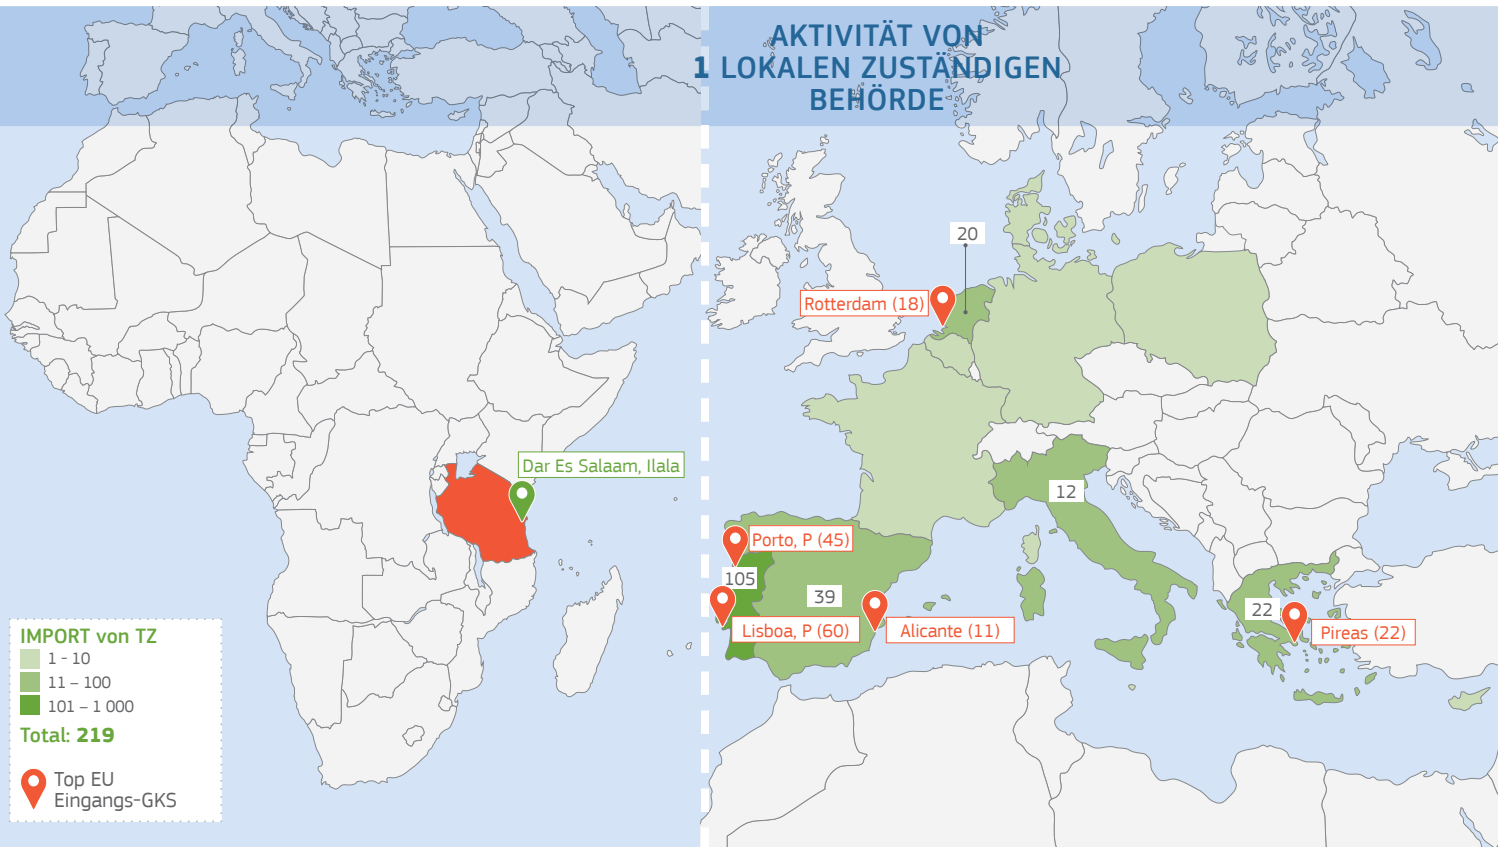 AKTIVITÄT VON
1 LOKALEN ZUSTÄNDIGEN
BEHÖRDE
20
Rotterdam (18)
Dar Es Salaam, Ilala
12
Porto, P (45)
105
39
22
Lisboa, P (60)
Alicante (11)
Pireas (22)
IMPORT von TZ
1 - 10
11 – 100
101 – 1 000
Total: 219
Top EU
Eingangs-GKS